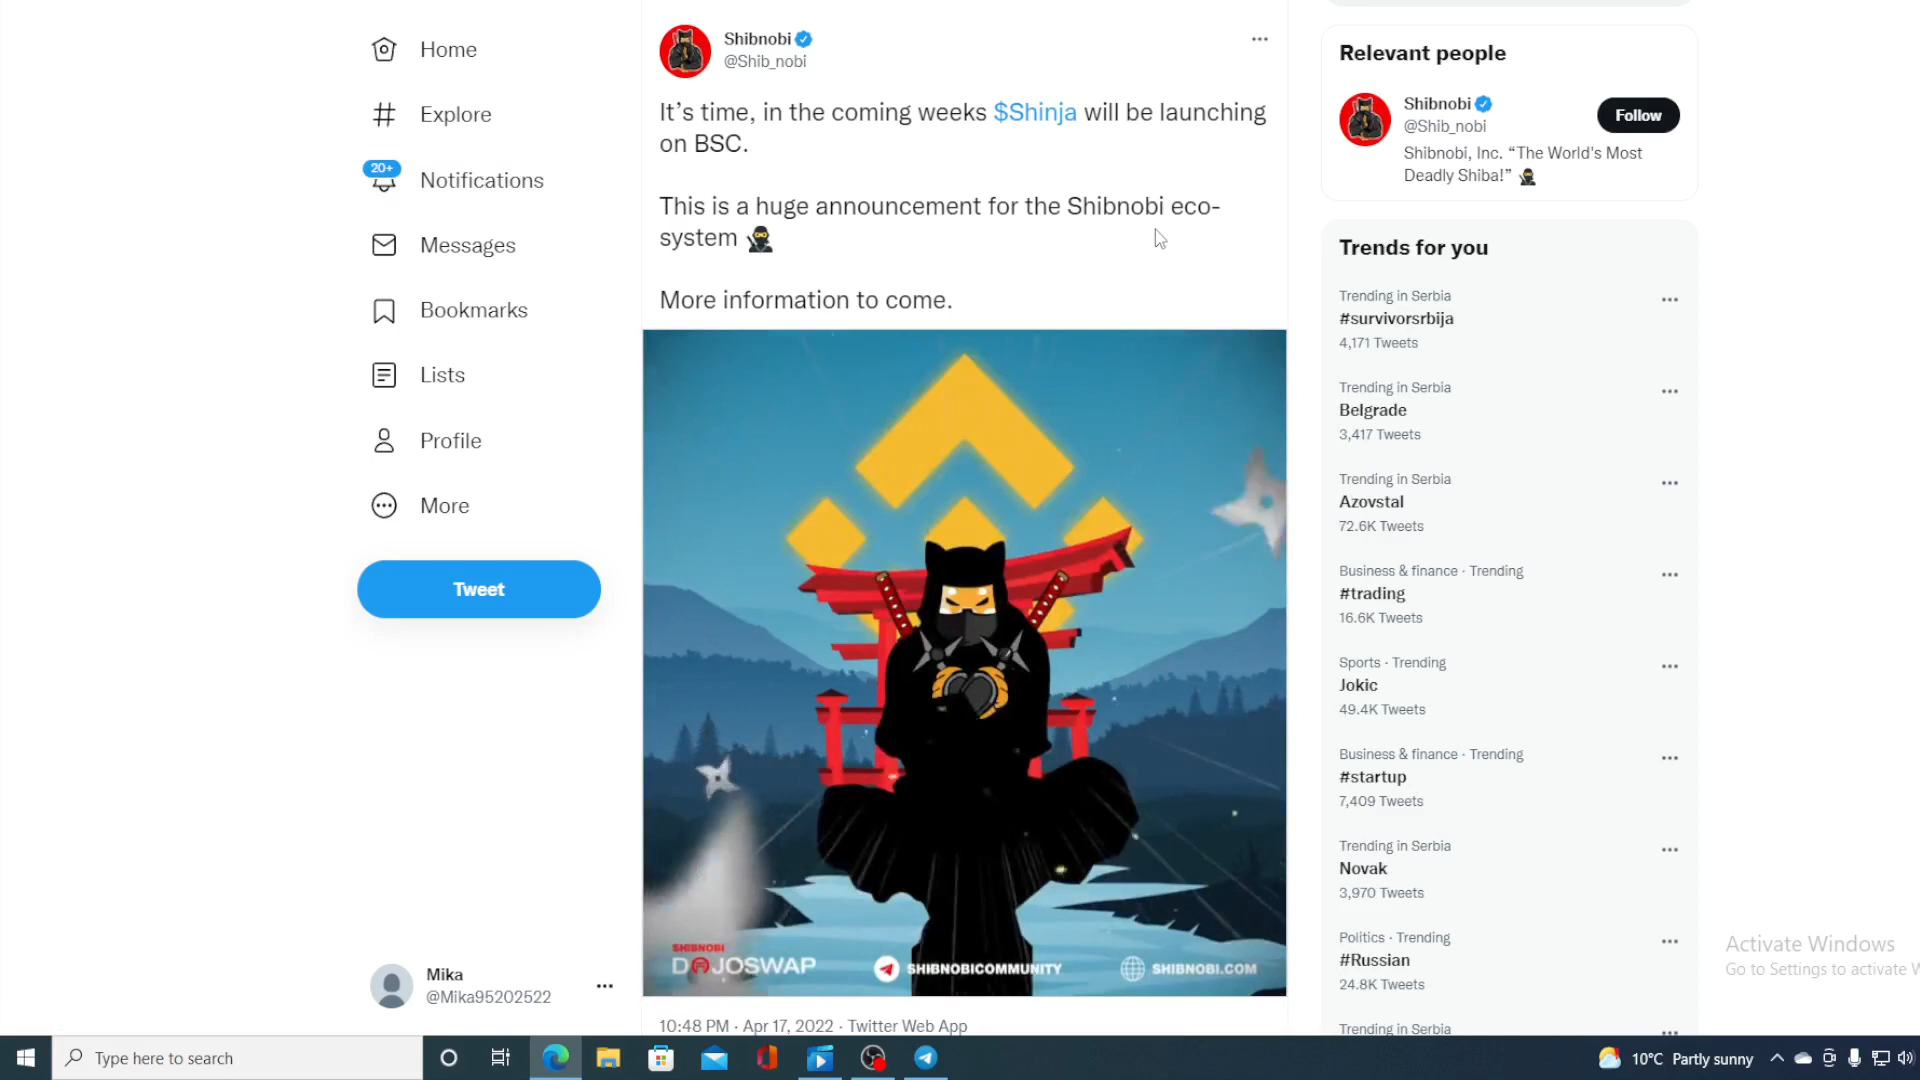 Home
Explore
20+
Notifications
Messages
Bookmarks
Lists
Profile
More
Tweet
Mika
@Mika95202522
Shibnobi
@Shib_nobi
It’s time, in the coming weeks $Shinja will be launching
on BSC.
This is a huge announcement for the Shibnobi eco-
system
More information to come.
SHIBNOBI
DOJOSWAP
SHIBNOBICOMMUNITY
SHIBNOBI.COM
10:48 PM · Apr 17, 2022 · Twitter Web App
Relevant people
Shibnobi
@Shib_nobi
Follow
Shibnobi, Inc. “The World's Most
Deadly Shiba!”
Trends for you
Trending in Serbia
#survivorsrbija
4,171 Tweets
Trending in Serbia
Belgrade
3,417 Tweets
Trending in Serbia
Azovstal
72.6K Tweets
Business & finance · Trending
#trading
16.6K Tweets
Sports · Trending
Jokic
49.4K Tweets
Business & finance · Trending
#startup
7,409 Tweets
Trending in Serbia
Novak
3,970 Tweets
Politics · Trending
#Russian
24.8K Tweets
Trending in Serbia
Activate Windows
Go to Settings to activate W
Type here to search
10°C Partly sunny